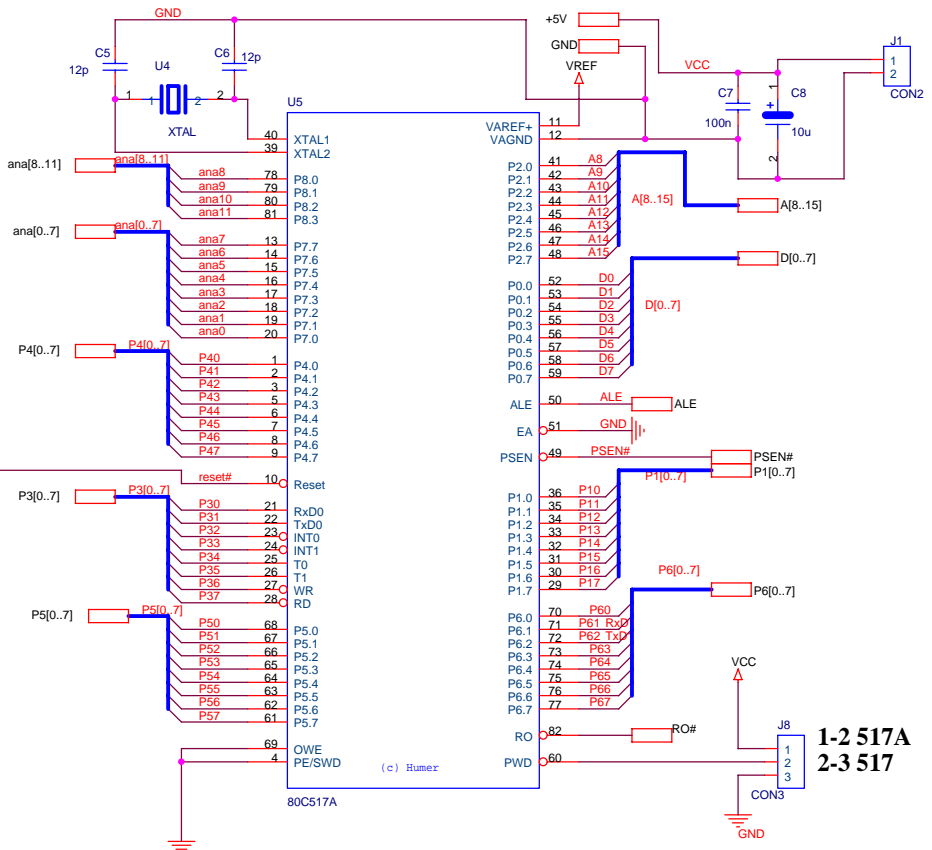 GND
+5V
GND
VREF
VCC
J1
1
2
CON2
C5
12p
C6
12p
U4
1
1
2
2
XTAL
C7
100n
1
+
C8
10u
2
U5
40 XTAL1
39 XTAL2
VAREF+ 11
VAGND 12
ana[8..11]
ana[8..11]
ana8 78 P8.0
ana9 79 P8.1
ana10 80 P8.2
ana11 81 P8.3
ana[0..7]
ana[0..7]
ana7 13 P7.7
ana6 14 P7.6
ana5 15 P7.5
ana4 16 P7.4
ana3 17 P7.3
ana2 18 P7.2
ana1 19 P7.1
ana0 20 P7.0
P4[0..7]
P4[0..7]
P40 1 P4.0
P41 2 P4.1
P42 3 P4.2
P43 5 P4.3
P44 6 P4.4
P45 7 P4.5
P46 8 P4.6
P47 9 P4.7
reset# 10 Reset
P3[0..7]
P3[0..7]
P30 21 RxD0
P31 22 TxD0
P32 23 INT0
P33 24 INT1
P34 25 T0
P35 26 T1
P36 27 WR
P37 28 RD
P5[0..7]
P5[0..7]
P50 68 P5.0
P51 67 P5.1
P52 66 P5.2
P53 65 P5.3
P54 64 P5.4
P55 63 P5.5
P56 62 P5.6
P57 61 P5.7
69 OWE
4 PE/SWD
P2.0 41 A8
P2.1 42 A9
P2.2 43 A10
P2.3 44 A11
P2.4 45 A12
P2.5 46 A13
P2.6 47 A14
P2.7 48 A15
A[8..15]
A[8..15]
P0.0 52 D0
P0.1 53 D1
P0.2 54 D2
P0.3 55 D3
P0.4 56 D4
P0.5 57 D5
P0.6 58 D6
P0.7 59 D7
D[0..7]
D[0..7]
ALE 50 ALE ALE
EA 51 GND
PSEN 49 PSEN# PSEN#
P1.0 36 P10
P1.1 35 P11
P1.2 34 P12
P1.3 33 P13
P1.4 32 P14
P1.5 31 P15
P1.6 30 P16
P1.7 29 P17
P1[0..7]
P1[0..7]
P6.0 70 P60
P6.1 71 P61 RxD
P6.2 72 P62 TxD
P6.3 73 P63
P6.4 74 P64
P6.5 75 P65
P6.6 76 P66
P6.7 77 P67
P6[0..7]
P6[0..7]
RO 82 RO#
PWD 60
(c) Humer
80C517A
VCC
J8
1
2
3
CON3
GND
1-2 517A
2-3 517